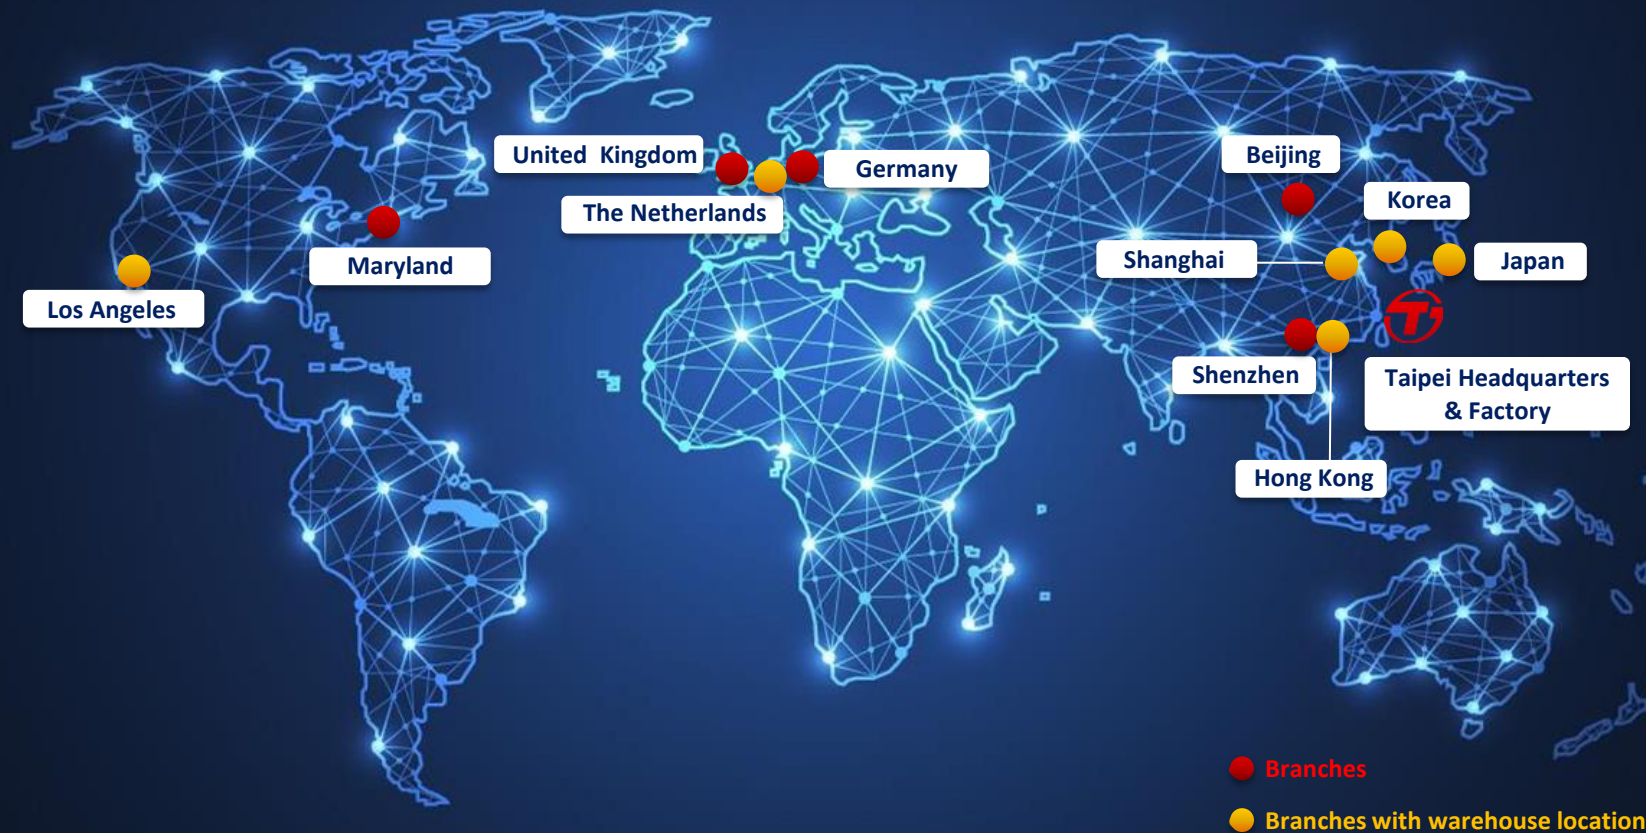 United Kingdom
Germany
Beijing
Korea
The Netherlands
Maryland
Shanghai
Japan
Los Angeles
T
Shenzhen
Taipei Headquarters
& Factory
Hong Kong
Branches
Branches with warehouse location